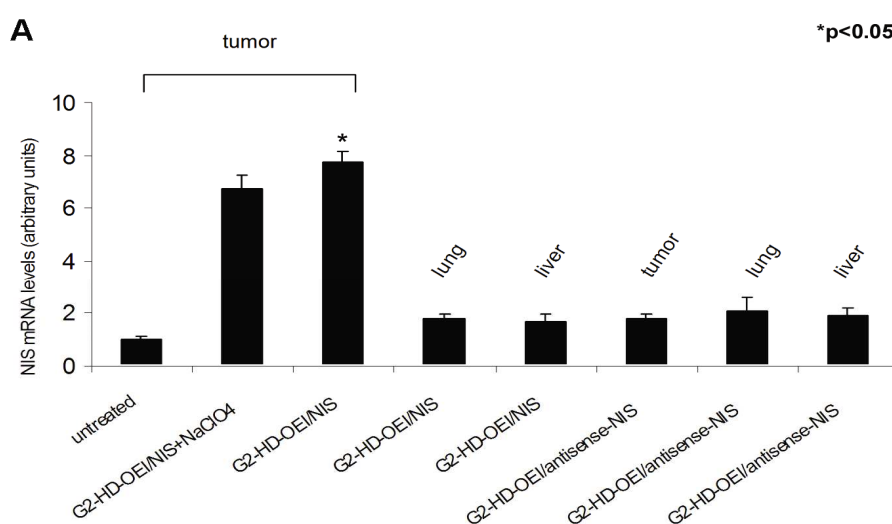 A
*p<0.05
tumor
NIS mRNA levels (arbitrary units)
10
8
6
4
2
0
*
lung
liver
tumor
lung
liver
untreated
G2-HD-OEI/NIS+NaClO4
G2-HD-OEI/NIS
G2-HD-OEI/NIS
G2-HD-OEI/NIS
G2-HD-OEI/antisense-NIS
G2-HD-OEI/antisense-NIS
G2-HD-OEI/antisense-NIS